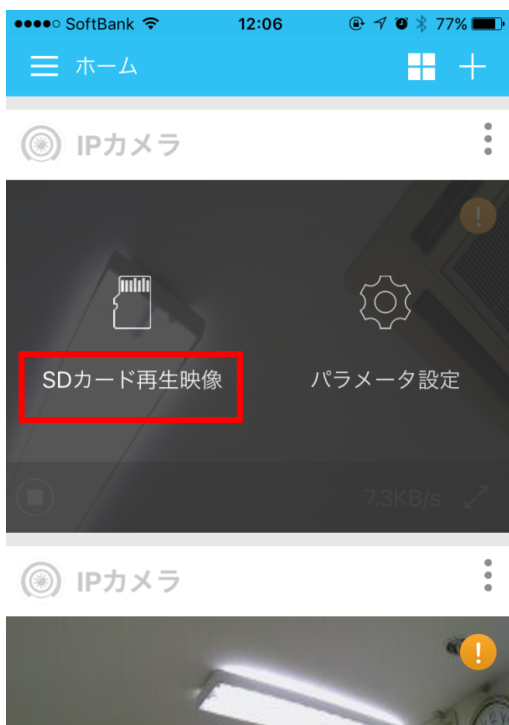 SoftBank 12:06 77%
ホーム
IPカメラ
!
SDカード再生映像 パラメータ設定
7.3KB/s
IPカメラ
!